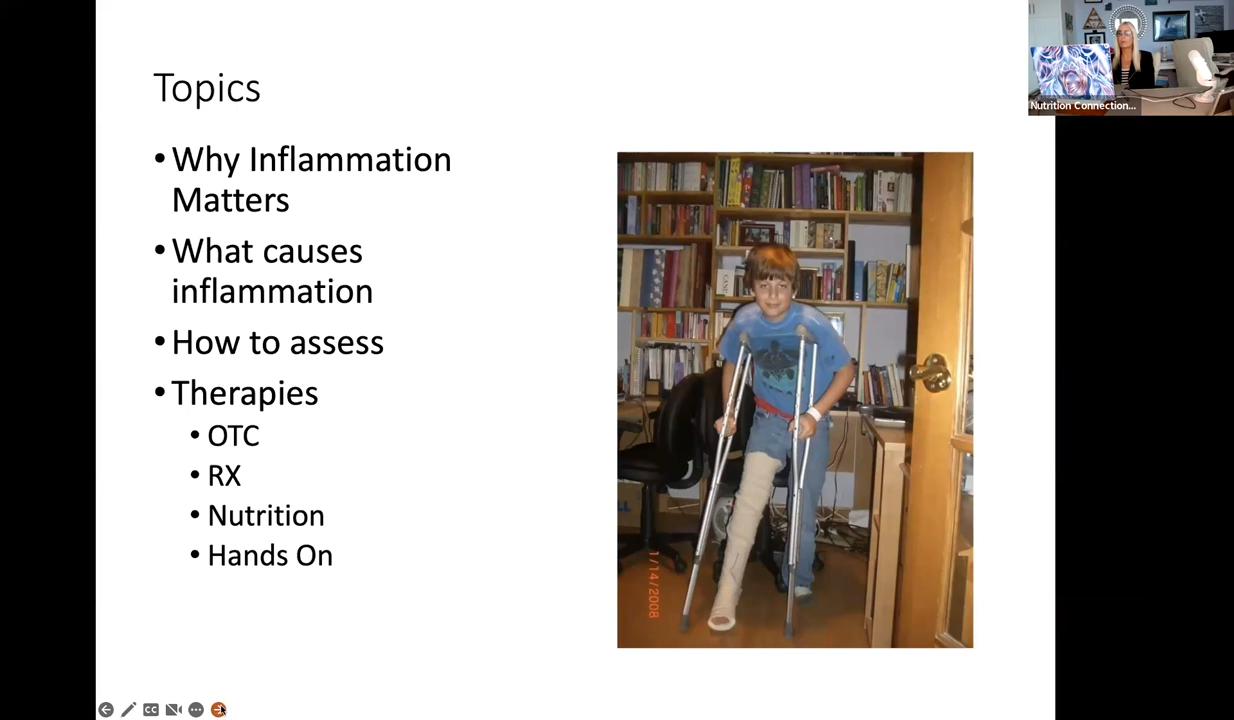 Topics
• Why Inflammation
Matters
• What causes
inflammation
• How to assess
• Therapies
• OTC
• RX
• Nutrition
• Hands On
1/14/2008
Nutrition Connection...
CC